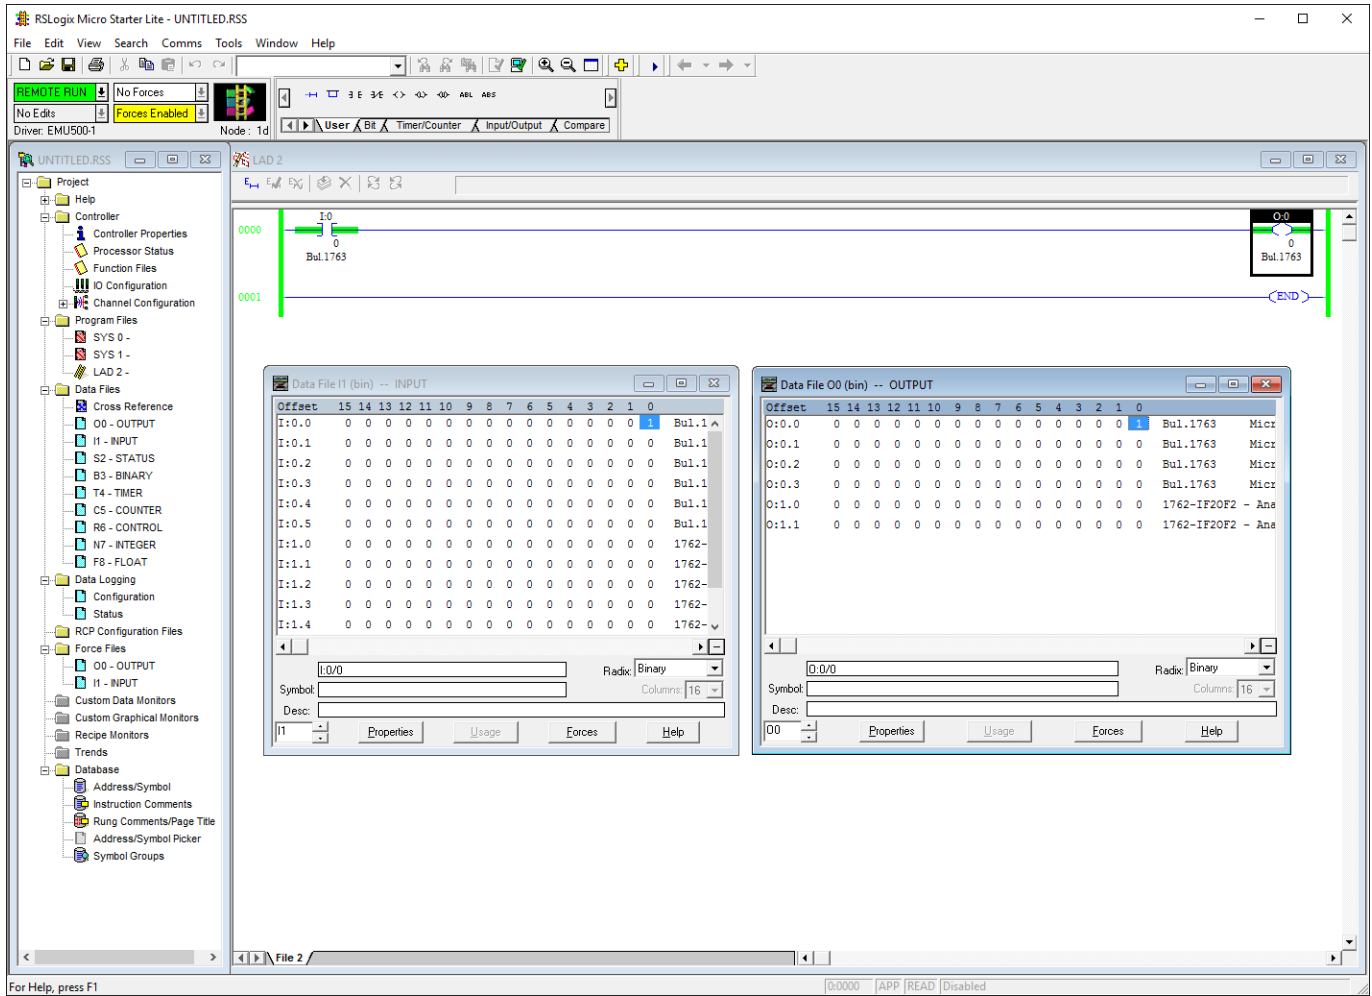 RSLogix Micro Starter Lite - UNTITLED.RSS
File Edit View Search Comms Tools Window Help
REMOTE RUN No Forces
No Edits Forces Enabled
Driver: EMU500-1 Node : 1d
ABL ABS
User Bit Timer/Counter Input/Output Compare
UNTITLED.RSS
Project
Help
Controller
Controller Properties
Processor Status
Function Files
IO Configuration
Channel Configuration
Program Files
SYS 0 -
SYS 1 -
LAD 2 -
Data Files
Cross Reference
O0 - OUTPUT
I1 - INPUT
S2 - STATUS
B3 - BINARY
T4 - TIMER
C5 - COUNTER
R6 - CONTROL
N7 - INTEGER
F8 - FLOAT
Data Logging
Configuration
Status
RCP Configuration Files
Force Files
O0 - OUTPUT
I1 - INPUT
Custom Data Monitors
Custom Graphical Monitors
Recipe Monitors
Trends
Database
Address/Symbol
Instruction Comments
Rung Comments/Page Title
Address/Symbol Picker
Symbol Groups
LAD 2
I:0 O:0
0000
0 0
Bul.1763 Bul.1763
0001 END
Data File I1 (bin) -- INPUT
Offset 15 14 13 12 11 10 9 8 7 6 5 4 3 2 1 0
I:0.0 0 0 0 0 0 0 0 0 0 0 0 0 0 0 0 1 Bul.1
I:0.1 0 0 0 0 0 0 0 0 0 0 0 0 0 0 0 0 Bul.1
I:0.2 0 0 0 0 0 0 0 0 0 0 0 0 0 0 0 0 Bul.1
I:0.3 0 0 0 0 0 0 0 0 0 0 0 0 0 0 0 0 Bul.1
I:0.4 0 0 0 0 0 0 0 0 0 0 0 0 0 0 0 0 Bul.1
I:0.5 0 0 0 0 0 0 0 0 0 0 0 0 0 0 0 0 Bul.1
I:1.0 0 0 0 0 0 0 0 0 0 0 0 0 0 0 0 0 1762-
I:1.1 0 0 0 0 0 0 0 0 0 0 0 0 0 0 0 0 1762-
I:1.2 0 0 0 0 0 0 0 0 0 0 0 0 0 0 0 0 1762-
I:1.3 0 0 0 0 0 0 0 0 0 0 0 0 0 0 0 0 1762-
I:1.4 0 0 0 0 0 0 0 0 0 0 0 0 0 0 0 0 1762-
I:0/0 Radix: Binary
Symbol: Columns: 16
Desc:
I1 Properties Usage Forces Help
Data File O0 (bin) -- OUTPUT
Offset 15 14 13 12 11 10 9 8 7 6 5 4 3 2 1 0
O:0.0 0 0 0 0 0 0 0 0 0 0 0 0 0 0 0 1 Bul.1763 Micr
O:0.1 0 0 0 0 0 0 0 0 0 0 0 0 0 0 0 0 Bul.1763 Micr
O:0.2 0 0 0 0 0 0 0 0 0 0 0 0 0 0 0 0 Bul.1763 Micr
O:0.3 0 0 0 0 0 0 0 0 0 0 0 0 0 0 0 0 Bul.1763 Micr
O:1.0 0 0 0 0 0 0 0 0 0 0 0 0 0 0 0 0 1762-IF2OF2 - Ana
O:1.1 0 0 0 0 0 0 0 0 0 0 0 0 0 0 0 0 1762-IF2OF2 - Ana
O:0/0 Radix: Binary
Symbol: Columns: 16
Desc:
O0 Properties Usage Forces Help
File 2
For Help, press F1 0:0000 APP READ Disabled